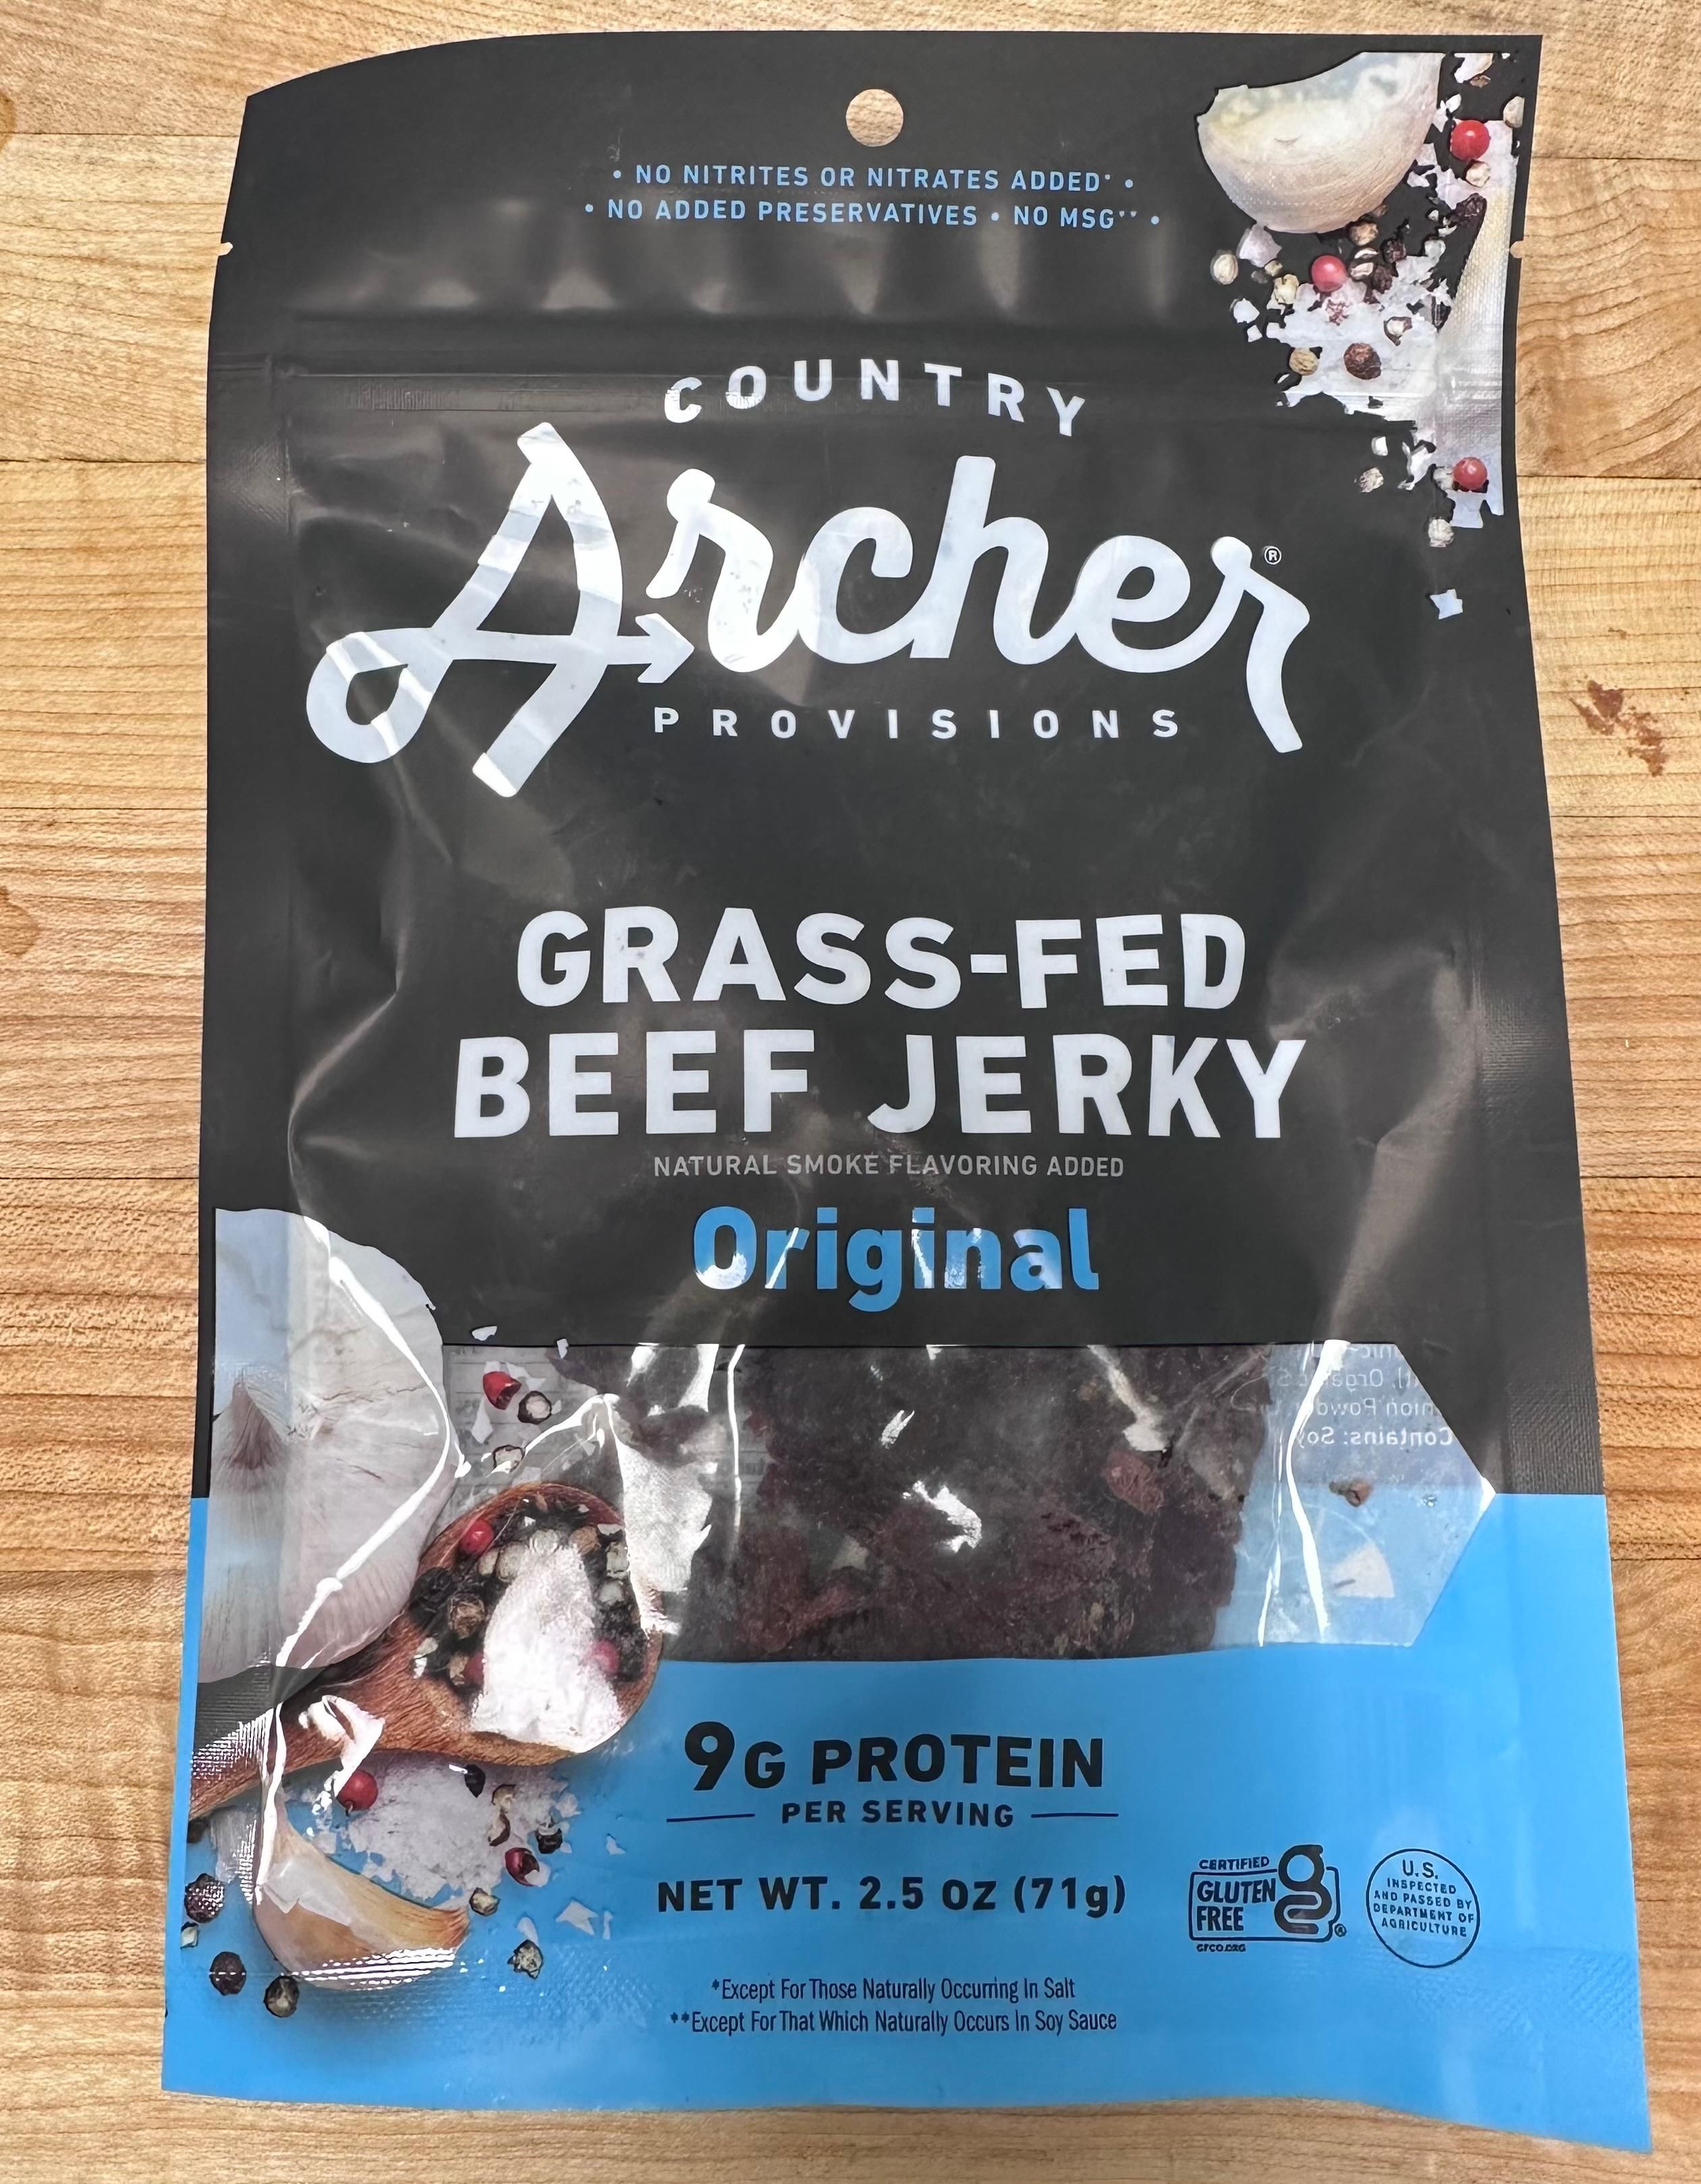 • NO NITRITES OR NITRATES ADDED* •
• NO ADDED PRESERVATIVES • NO MSG** •
COUNTRY
Archer®
PROVISIONS
GRASS-FED
BEEF JERKY
NATURAL SMOKE FLAVORING ADDED
Original
Contains: Soy
9G PROTEIN
PER SERVING
NET WT. 2.5 OZ (71g)
CERTIFIED
GLUTEN
FREE
GFCO.ORG
U.S.
INSPECTED
AND PASSED BY
DEPARTMENT OF
AGRICULTURE
*Except For Those Naturally Occurring In Salt
**Except For That Which Naturally Occurs In Soy Sauce